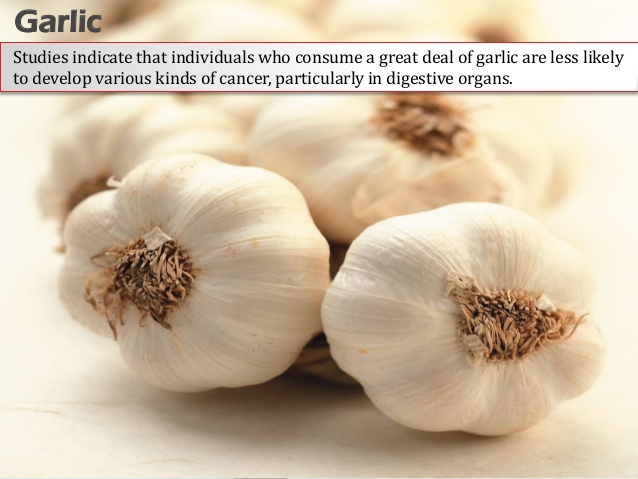 Garlic
Studies indicate that individuals who consume a great deal of garlic are less likely
to develop various kinds of cancer, particularly in digestive organs.